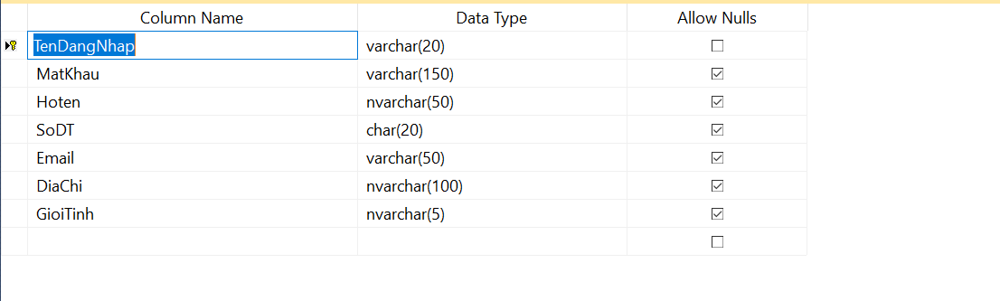 Column Name Data Type Allow Nulls
TenDangNhap varchar(20)
MatKhau varchar(150)
Hoten nvarchar(50)
SoDT char(20)
Email varchar(50)
DiaChi nvarchar(100)
GioiTinh nvarchar(5)